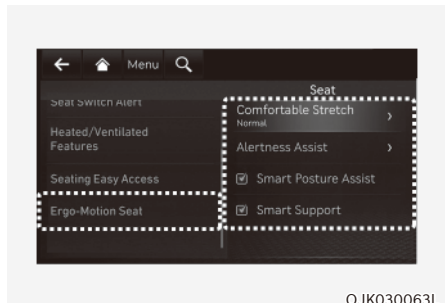 Menu
Seat
Seat Switch Alert
Heated/Ventilated
Features
Seating Easy Access
Ergo-Motion Seat
Comfortable Stretch
Normal
Alertness Assist
Smart Posture Assist
Smart Support
OJK030063L